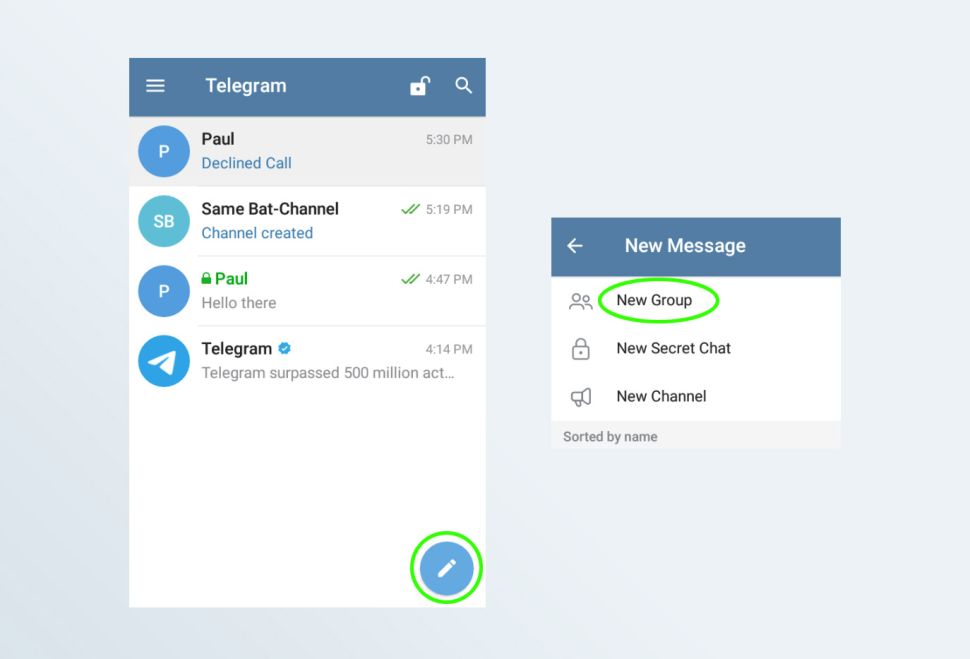 Telegram
P
Paul
5:30 PM
Declined Call
SB
Same Bat-Channel
5:19 PM
Channel created
P
Paul
4:47 PM
Hello there
Telegram
4:14 PM
Telegram surpassed 500 million act...
New Message
New Group
New Secret Chat
New Channel
Sorted by name